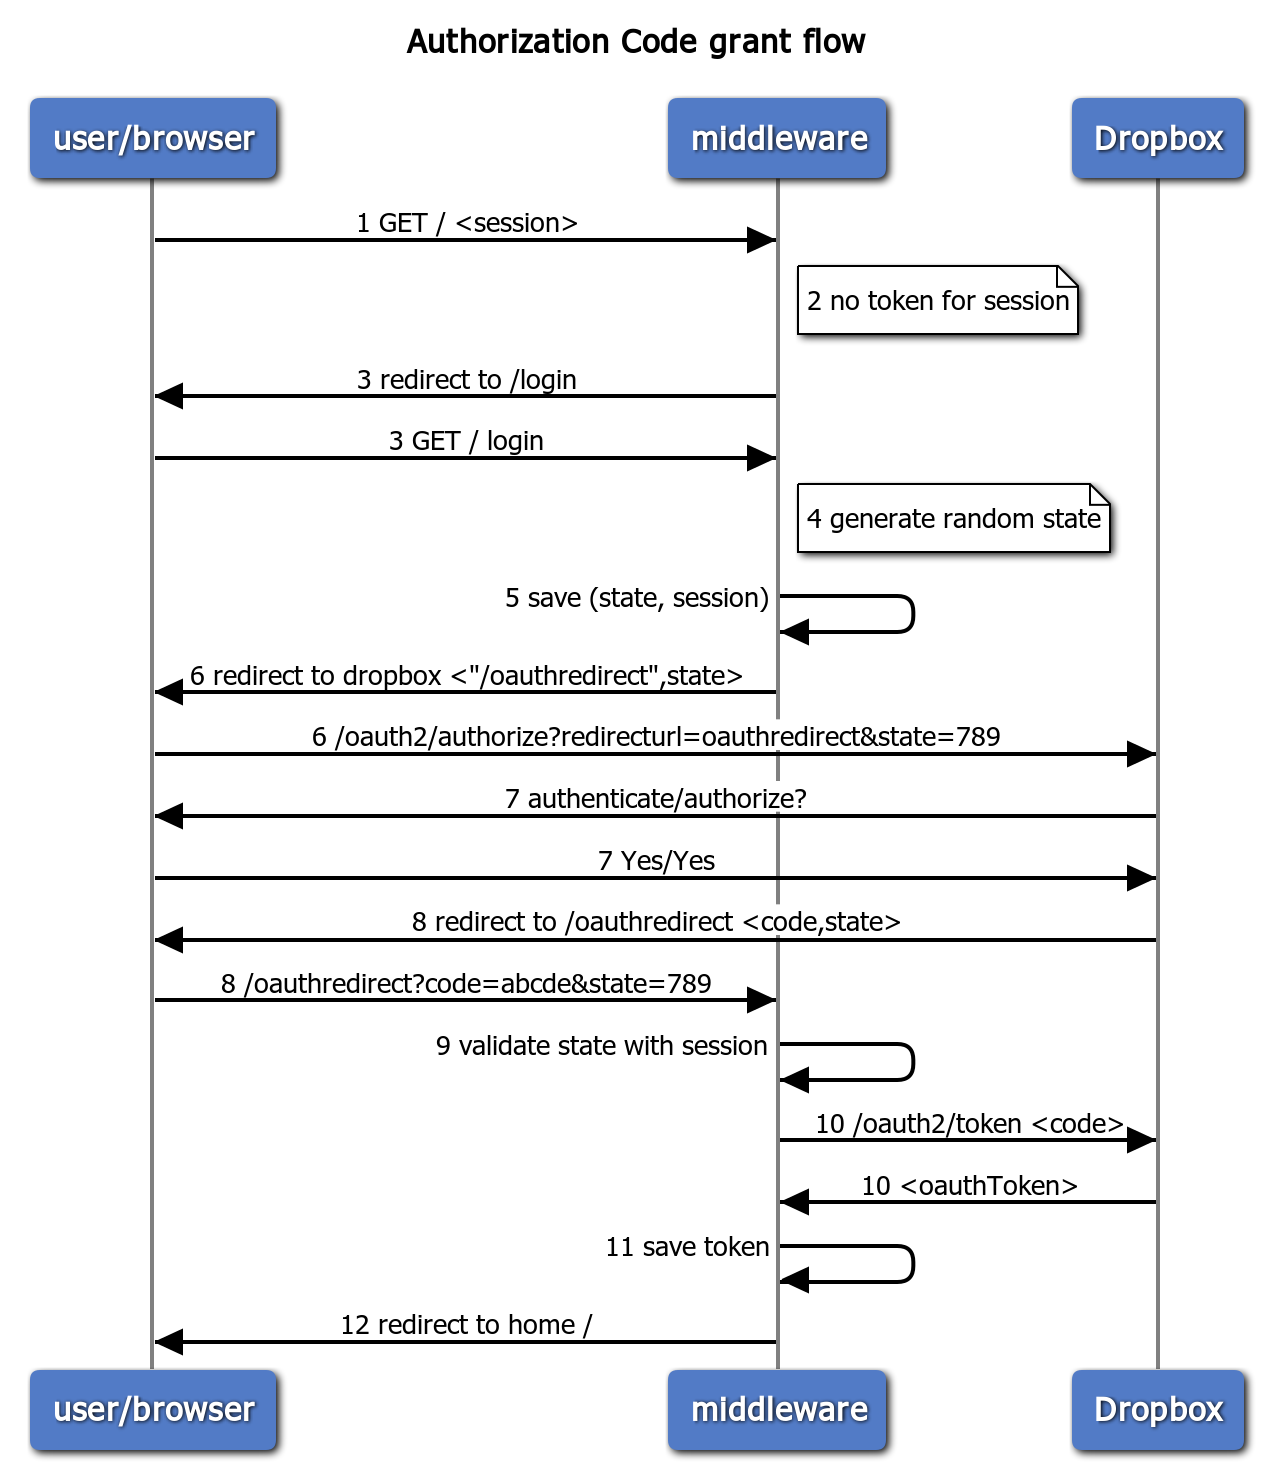 Authorization Code grant flow
user/browser
middleware
Dropbox
1 GET / <session>
2 no token for session
3 redirect to /login
3 GET / login
4 generate random state
5 save (state, session)
6 redirect to dropbox <"/oauthredirect",state>
6 /oauth2/authorize?redirecturl=oauthredirect&state=789
7 authenticate/authorize?
7 Yes/Yes
8 redirect to /oauthredirect <code,state>
8 /oauthredirect?code=abcde&state=789
9 validate state with session
10 /oauth2/token <code>
10 <oauthToken>
11 save token
12 redirect to home /
user/browser
middleware
Dropbox